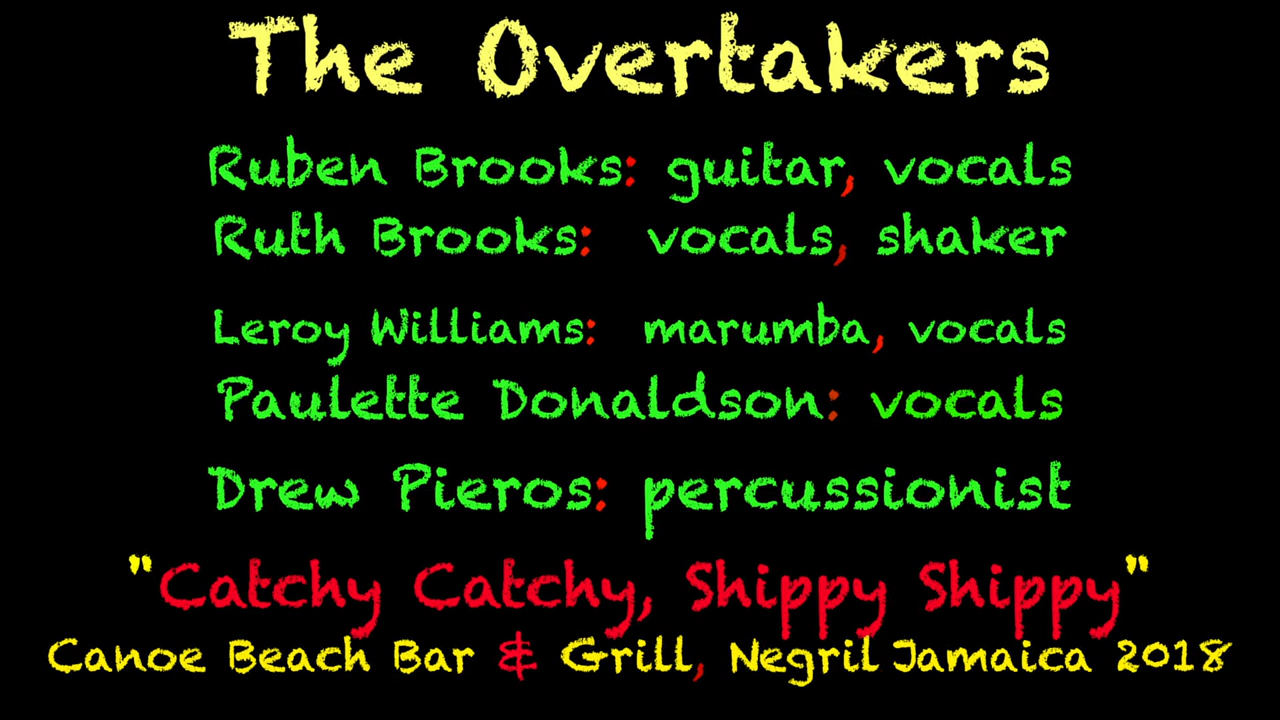 The Overtakers
Ruben Brooks: guitar, vocals
Ruth Brooks: vocals, shaker
Leroy Williams: marumba, vocals
Paulette Donaldson: vocals
Drew Pieros: percussionist
"Catchy Catchy, Shippy Shippy"
Canoe Beach Bar & Grill, Negril Jamaica 2018